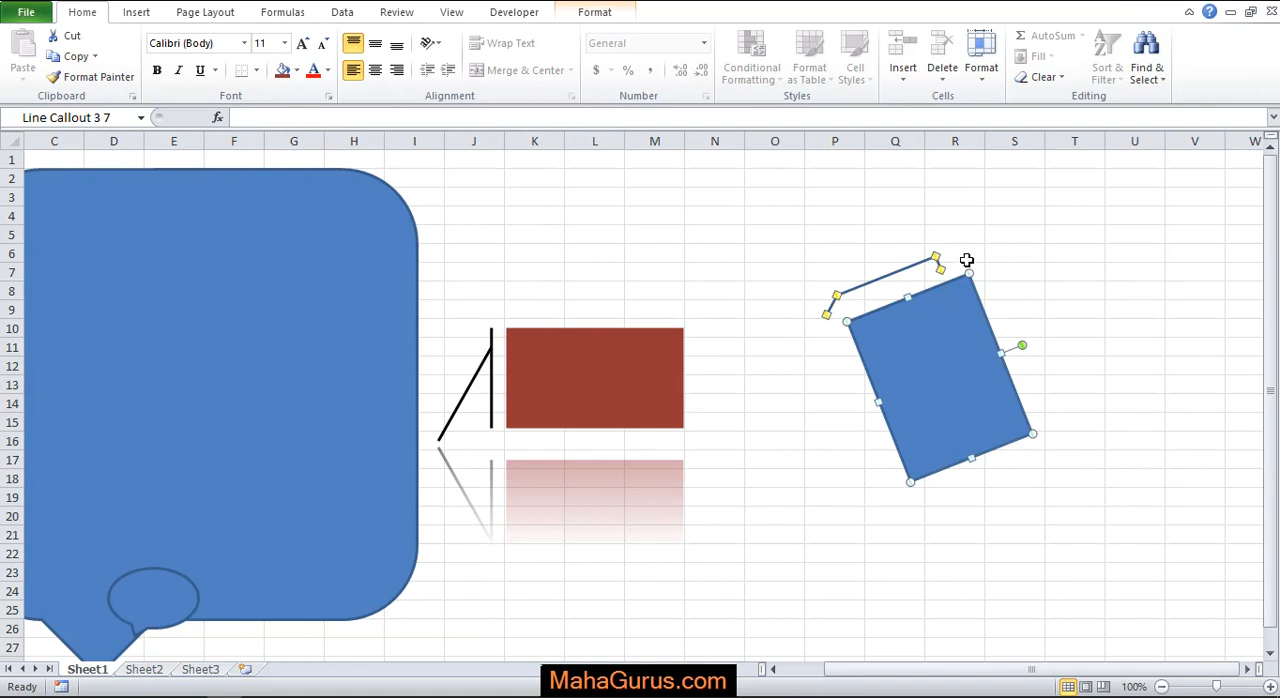 File Home Insert Page Layout Formulas Data Review View Developer Format
Paste Cut Copy Format Painter Clipboard
Calibri (Body) 11 A A B I U A Font
Wrap Text Merge & Center Alignment
General $ % , Number
Conditional Formatting Format as Table Cell Styles Styles
Insert Delete Format Cells
Σ AutoSum Fill Clear Sort & Filter Find & Select Editing
Line Callout 3 7 fx
C D E F G H I J K L M N O P Q R S T U V W
1
2
3
4
5
6
7
8
9
10
11
12
13
14
15
16
17
18
19
20
21
22
23
24
25
26
27
Sheet1 Sheet2 Sheet3
Ready 100%
MahaGurus.com